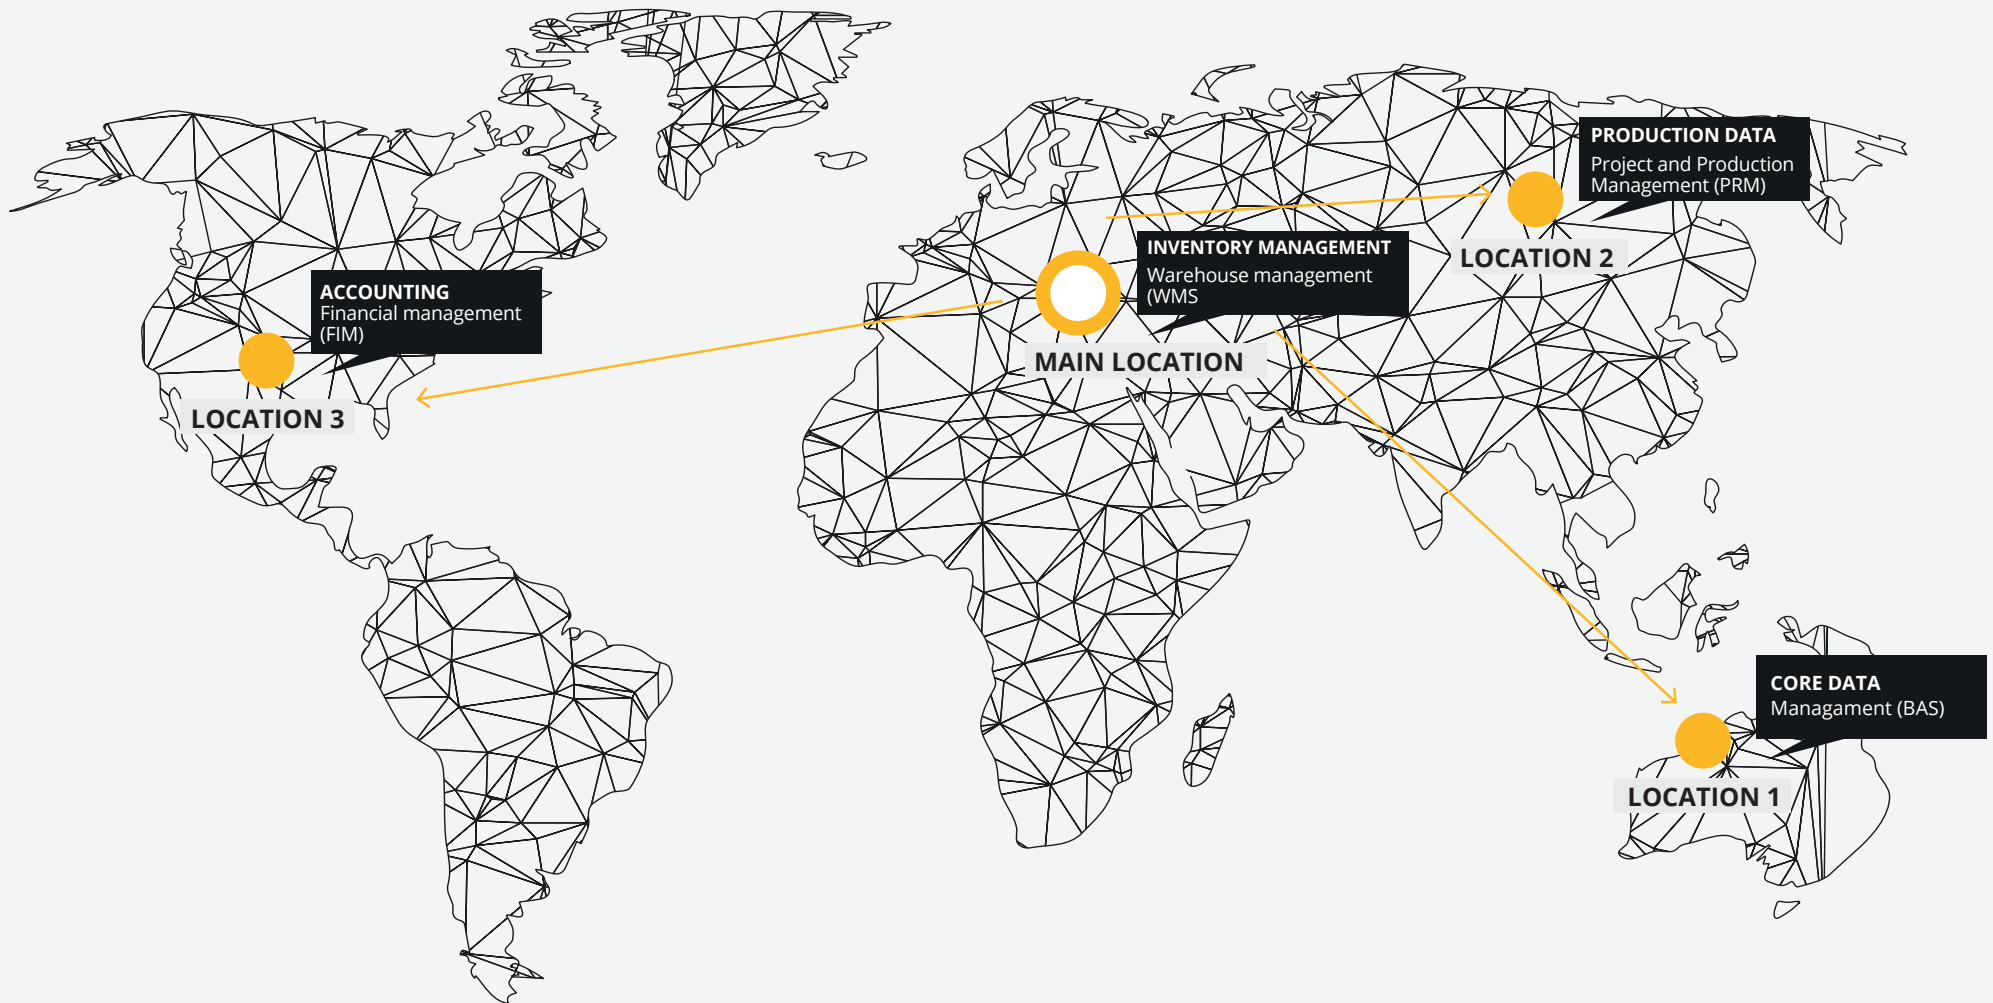 PRODUCTION DATA
Project and Production
Management (PRM)
LOCATION 2
INVENTORY MANAGEMENT
Warehouse management
(WMS
MAIN LOCATION
ACCOUNTING
Financial management
(FIM)
LOCATION 3
CORE DATA
Managament (BAS)
LOCATION 1